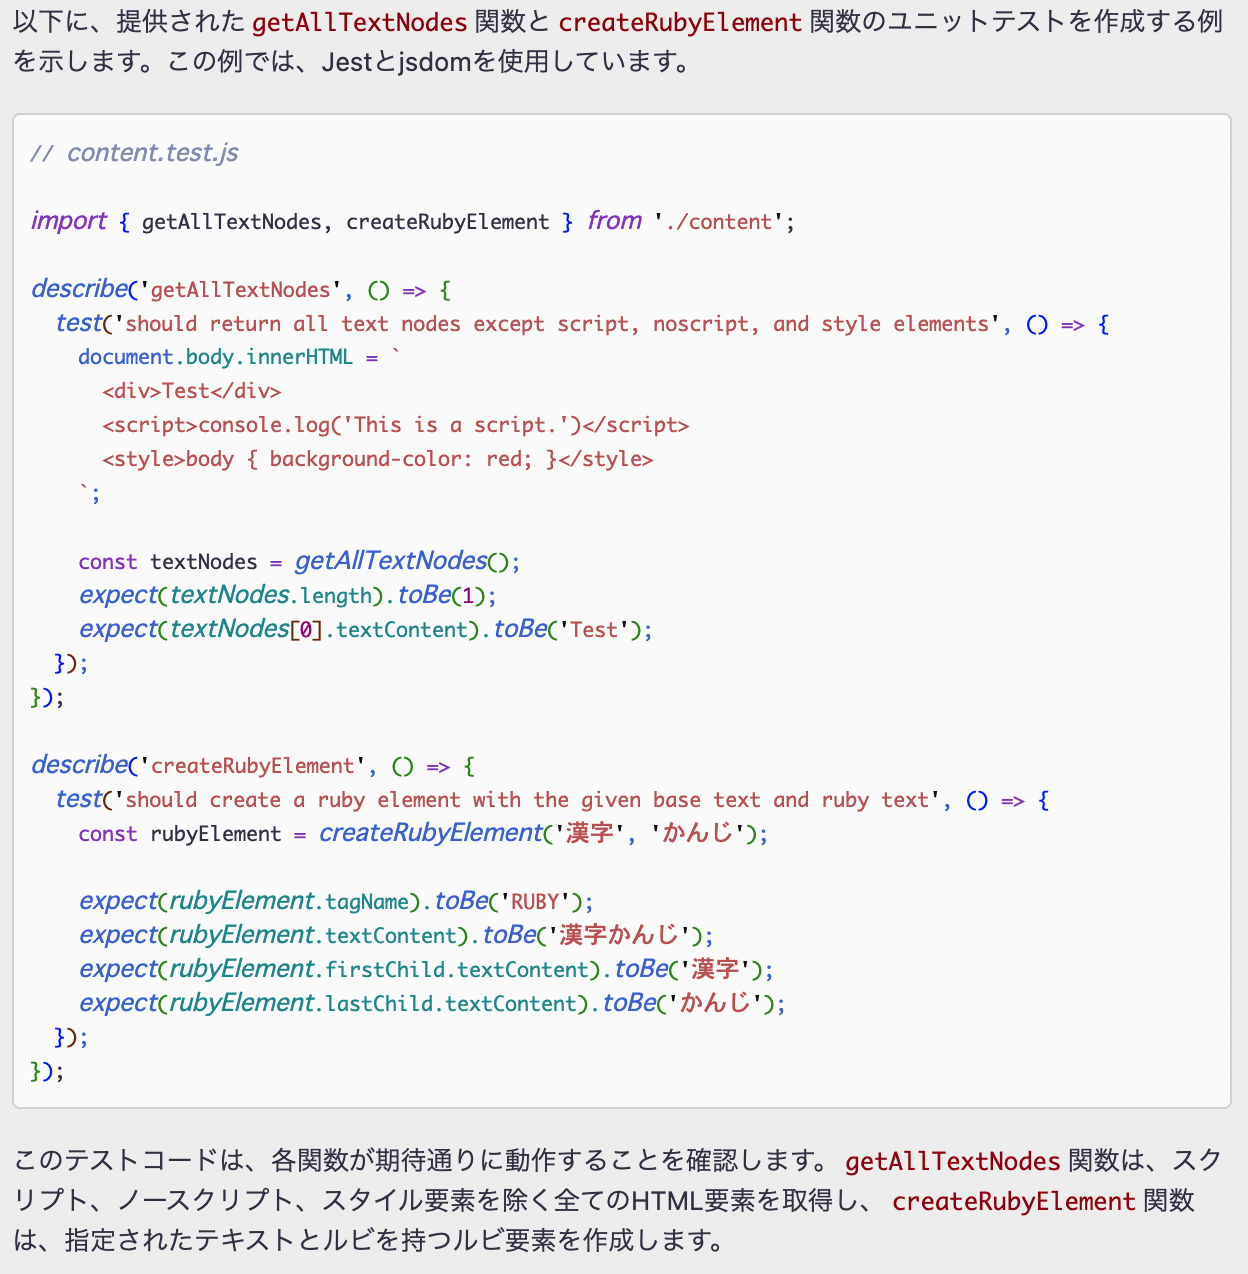 以下に、提供された getAllTextNodes 関数と createRubyElement 関数のユニットテストを作成する例
を示します。この例では、Jestとjsdomを使用しています。
// content.test.js
import { getAllTextNodes, createRubyElement } from './content';
describe('getAllTextNodes', () => {
  test('should return all text nodes except script, noscript, and style elements', () => {
    document.body.innerHTML = `
      <div>Test</div>
      <script>console.log('This is a script.')</script>
      <style>body { background-color: red; }</style>
    `;
    const textNodes = getAllTextNodes();
    expect(textNodes.length).toBe(1);
    expect(textNodes[0].textContent).toBe('Test');
  });
});
describe('createRubyElement', () => {
  test('should create a ruby element with the given base text and ruby text', () => {
    const rubyElement = createRubyElement('漢字', 'かんじ');
    expect(rubyElement.tagName).toBe('RUBY');
    expect(rubyElement.textContent).toBe('漢字かんじ');
    expect(rubyElement.firstChild.textContent).toBe('漢字');
    expect(rubyElement.lastChild.textContent).toBe('かんじ');
  });
});
このテストコードは、各関数が期待通りに動作することを確認します。 getAllTextNodes 関数は、スク
リプト、ノースクリプト、スタイル要素を除く全てのHTML要素を取得し、 createRubyElement 関数
は、指定されたテキストとルビを持つルビ要素を作成します。